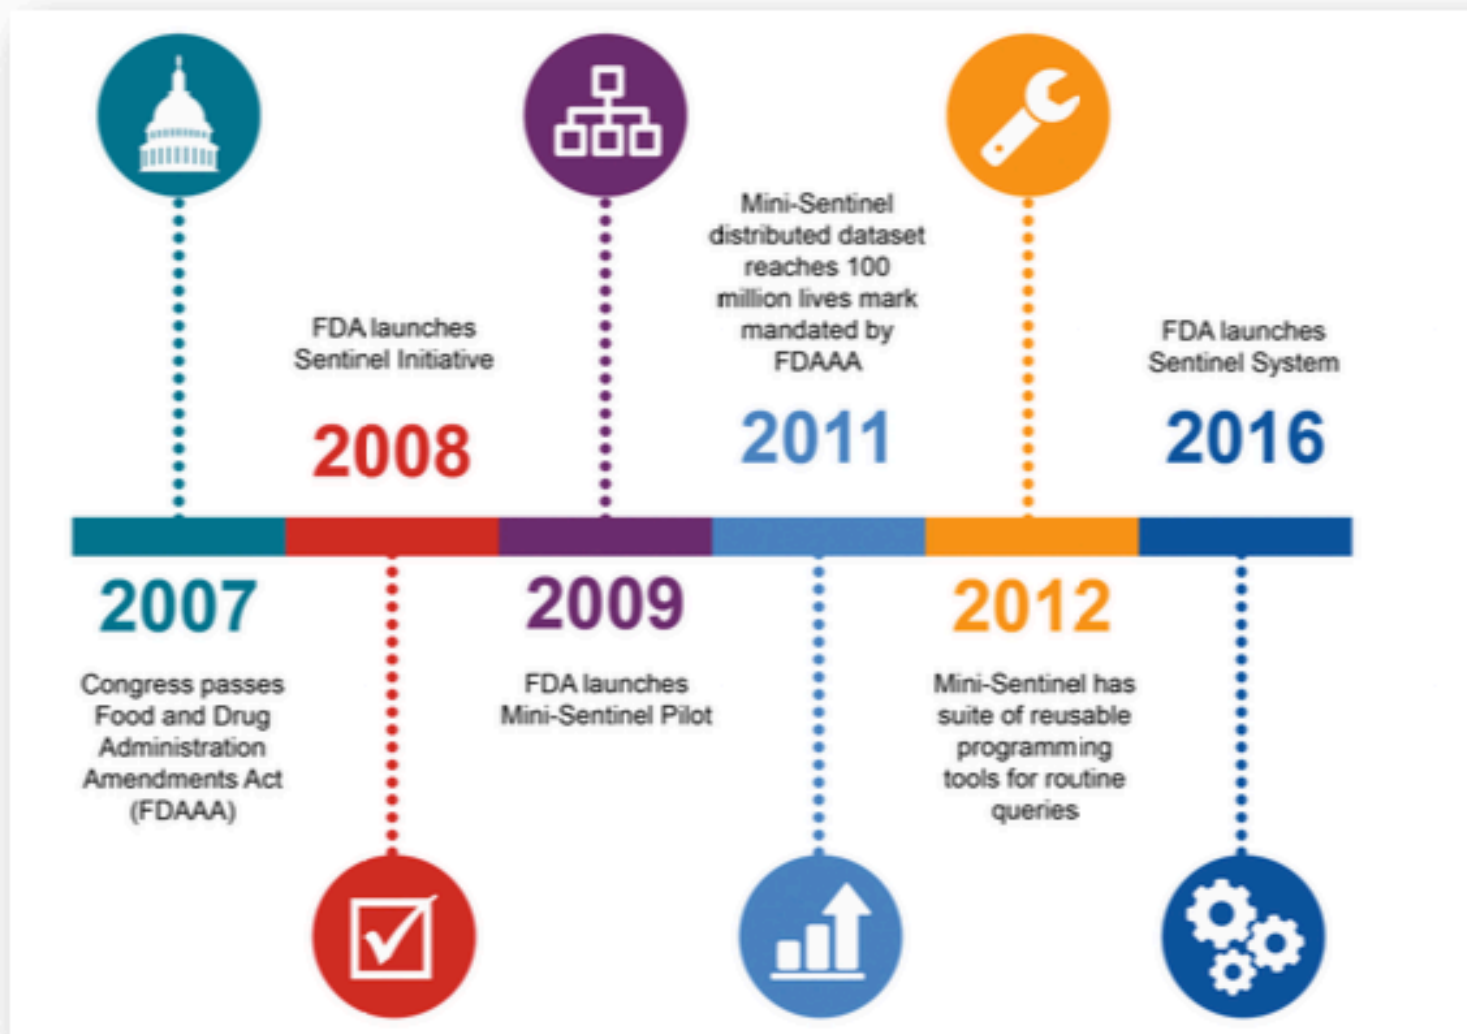 2007
Congress passes
Food and Drug
Administration
Amendments Act
(FDAAA)
FDA launches
Sentinel Initiative
2008
2009
FDA launches
Mini-Sentinel Pilot
Mini-Sentinel
distributed dataset
reaches 100
million lives mark
mandated by
FDAAA
2011
2012
Mini-Sentinel has
suite of reusable
programming
tools for routine
queries
FDA launches
Sentinel System
2016